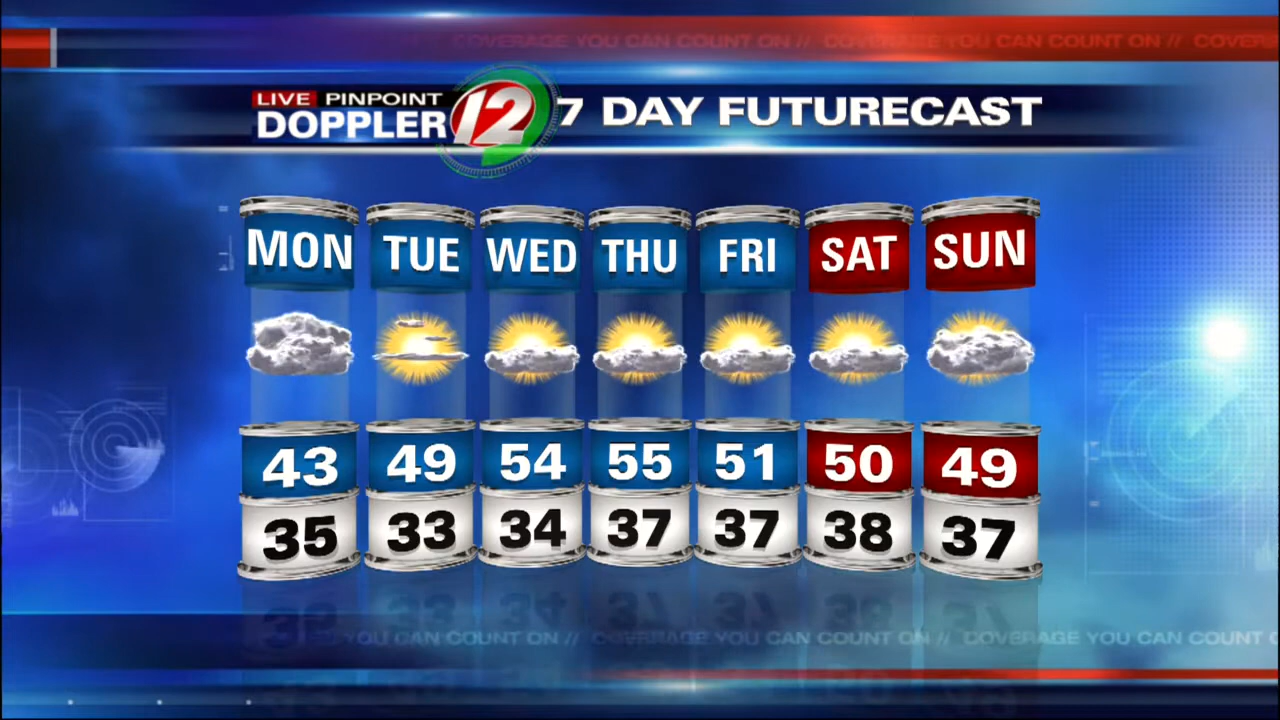 COVERAGE YOU CAN COUNT ON // COVERAGE YOU CAN COUNT ON // COVER
LIVE PINPOINT
DOPPLER 12
7 DAY FUTURECAST
MON TUE WED THU FRI SAT SUN
43 49 54 55 51 50 49
35 33 34 37 37 38 37
YOU CAN COUNT ON // COVERAGE YOU CAN COUNT ON // COVERAGE YOU CAN COUNT